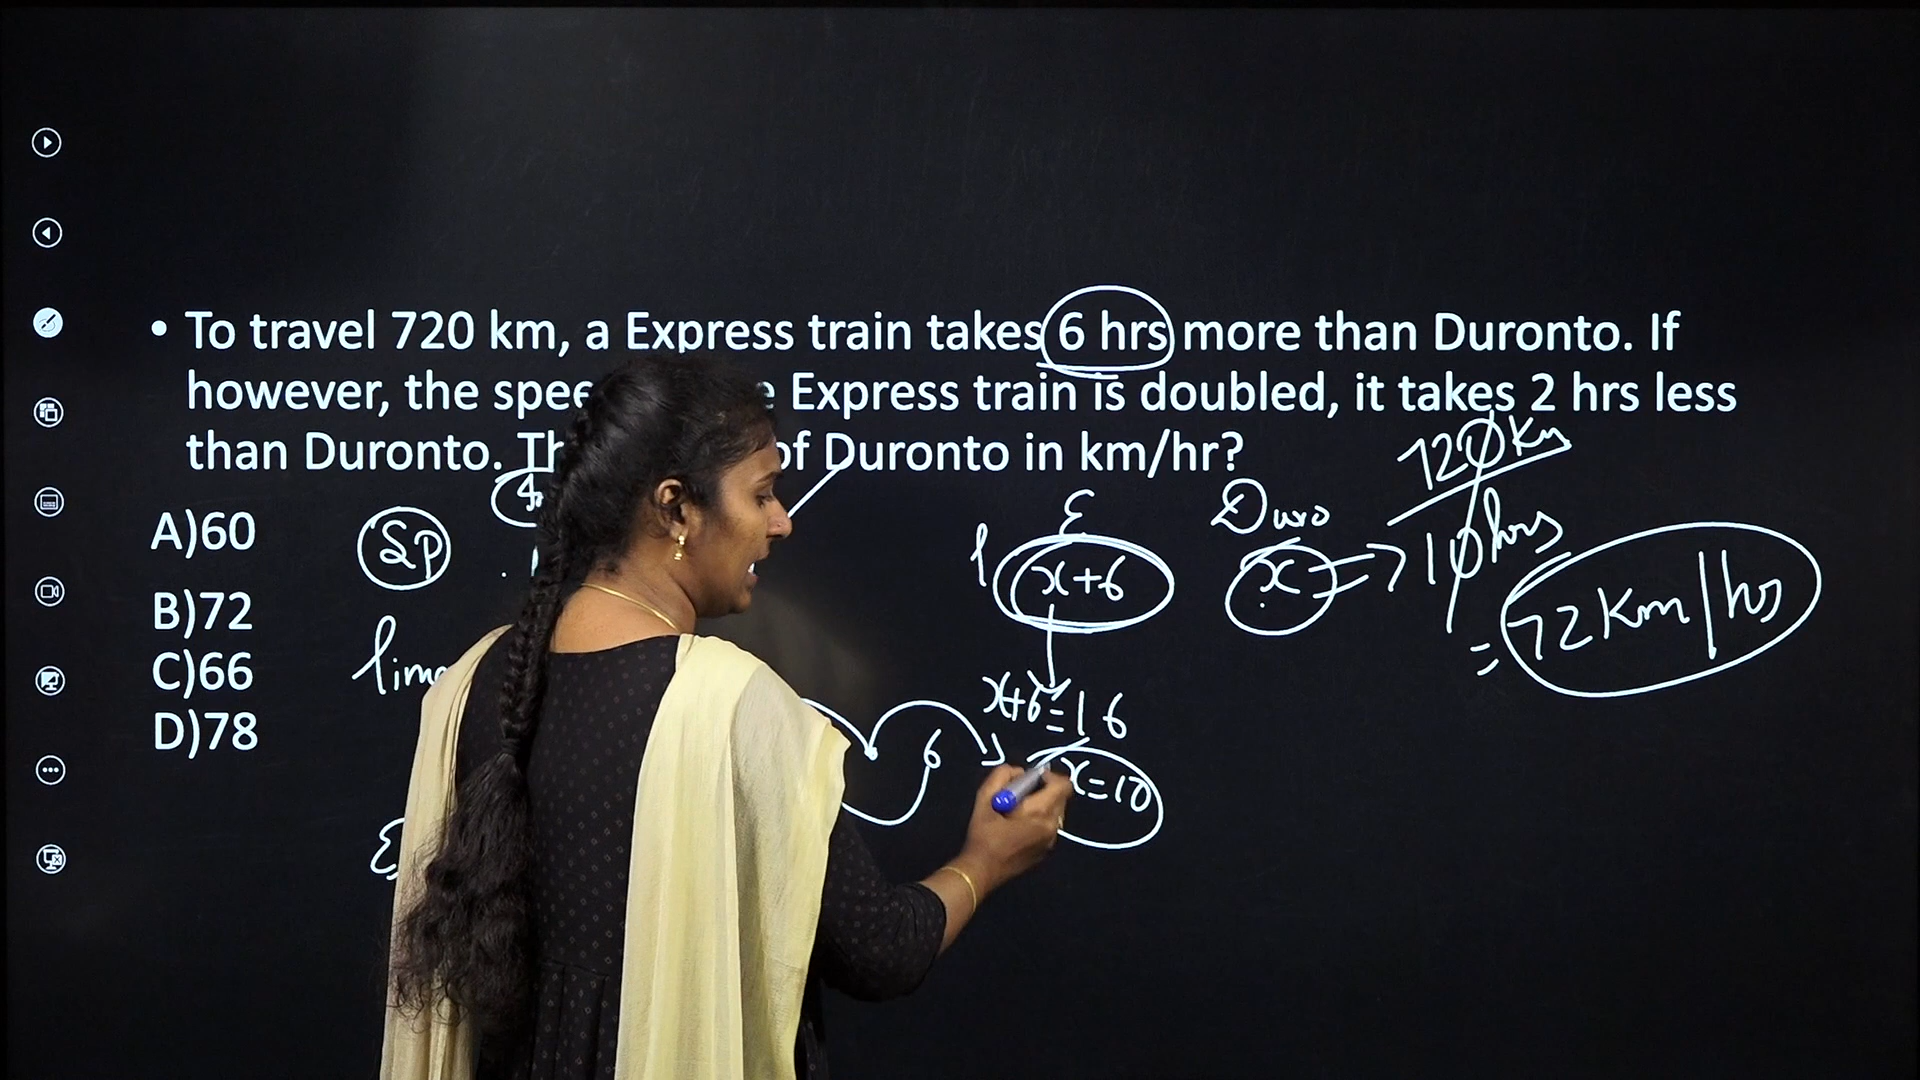 • To travel 720 km, a Express train takes 6 hrs more than Duronto. If
however, the spee e Express train is doubled, it takes 2 hrs less
than Duronto. Th of Duronto in km/hr?
A)60
B)72
C)66
D)78
Sp
E
Duro
720 Km
x+6
x
10 hrs
= 72 Km/hr
x+6=16
6
x=10